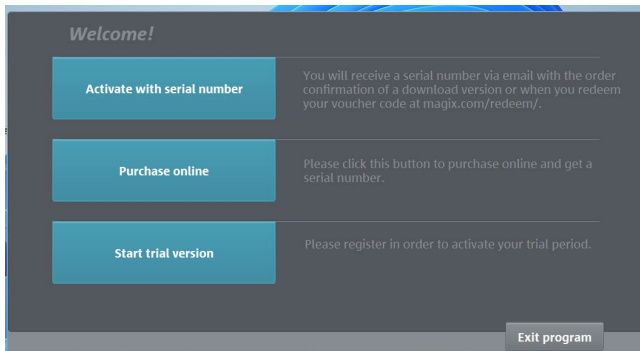 Welcome!
Activate with serial number
You will receive a serial number via email with the order
confirmation of a download version or when you redeem
your voucher code at magix.com/redeem/.
Purchase online
Please click this button to purchase online and get a
serial number.
Start trial version
Please register in order to activate your trial period.
Exit program